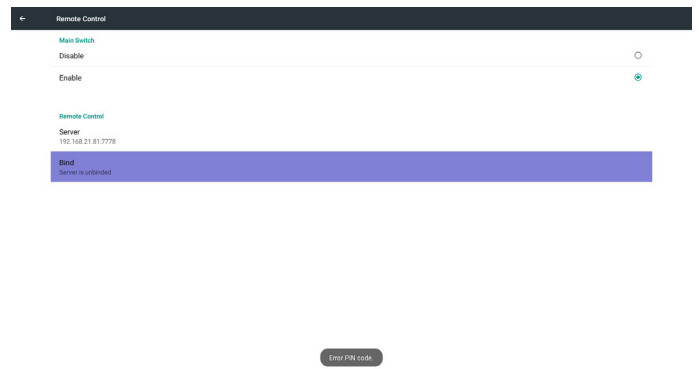 Remote Control
Main Switch
Disable
Enable
Remote Control
Server
192.168.21.81:7778
Bind
Server is unbinded
Error PIN code.